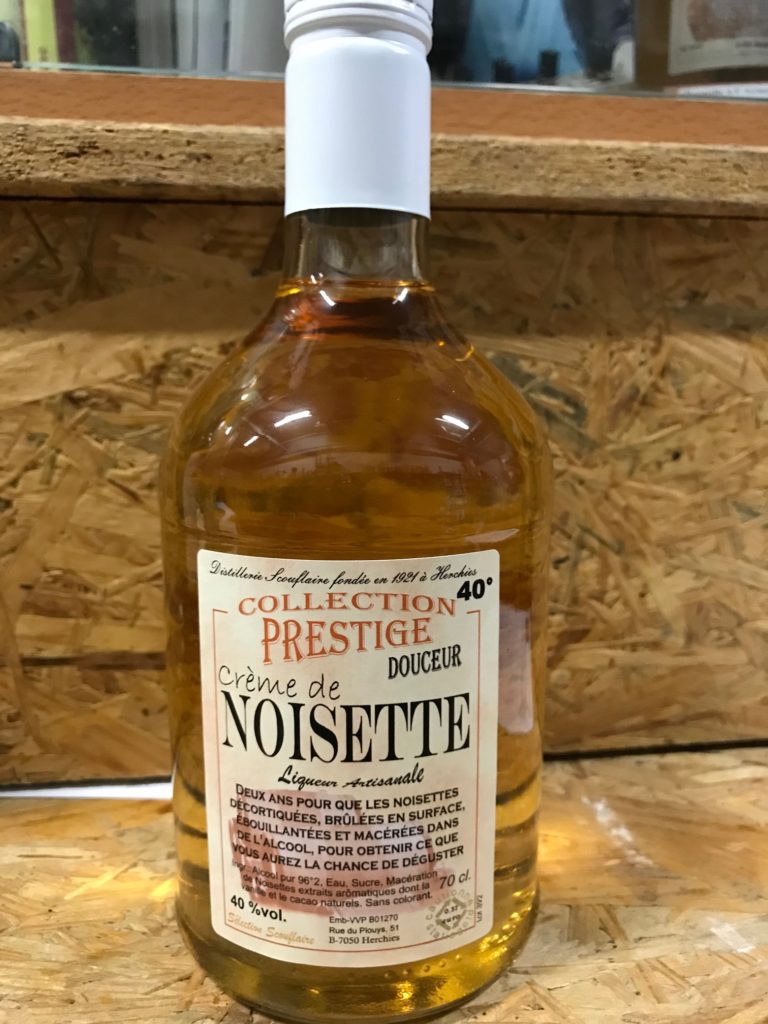 Distillerie Scouflaire fondée en 1921 à Herchies
40°
COLLECTION
PRESTIGE
DOUCEUR
Crème de
NOISETTE
Liqueur Artisanale
DEUX ANS POUR QUE LES NOISETTES
DÉCORTIQUÉES, BRÛLÉES EN SURFACE,
ÉBOUILLANTÉES ET MACÉRÉES DANS
DE L'ALCOOL, POUR OBTENIR CE QUE
VOUS AUREZ LA CHANCE DE DÉGUSTER
Ingr.: Alcool pur 96°2, Eau, Sucre, Macération
de Noisettes extraits arômatiques dont la
vanille et le cacao naturels. Sans colorant.
70 cl.
40 %vol.
Sélection Scouflaire
Emb-VVP B01270
Rue du Plouys, 51
B-7050 Herchies